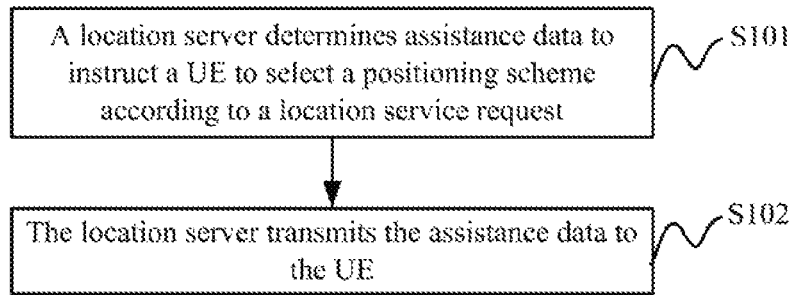 A location server determines assistance data to
instruct a UE to select a positioning scheme
according to a location service request
S101
The location server transmits the assistance data to
the UE
S102